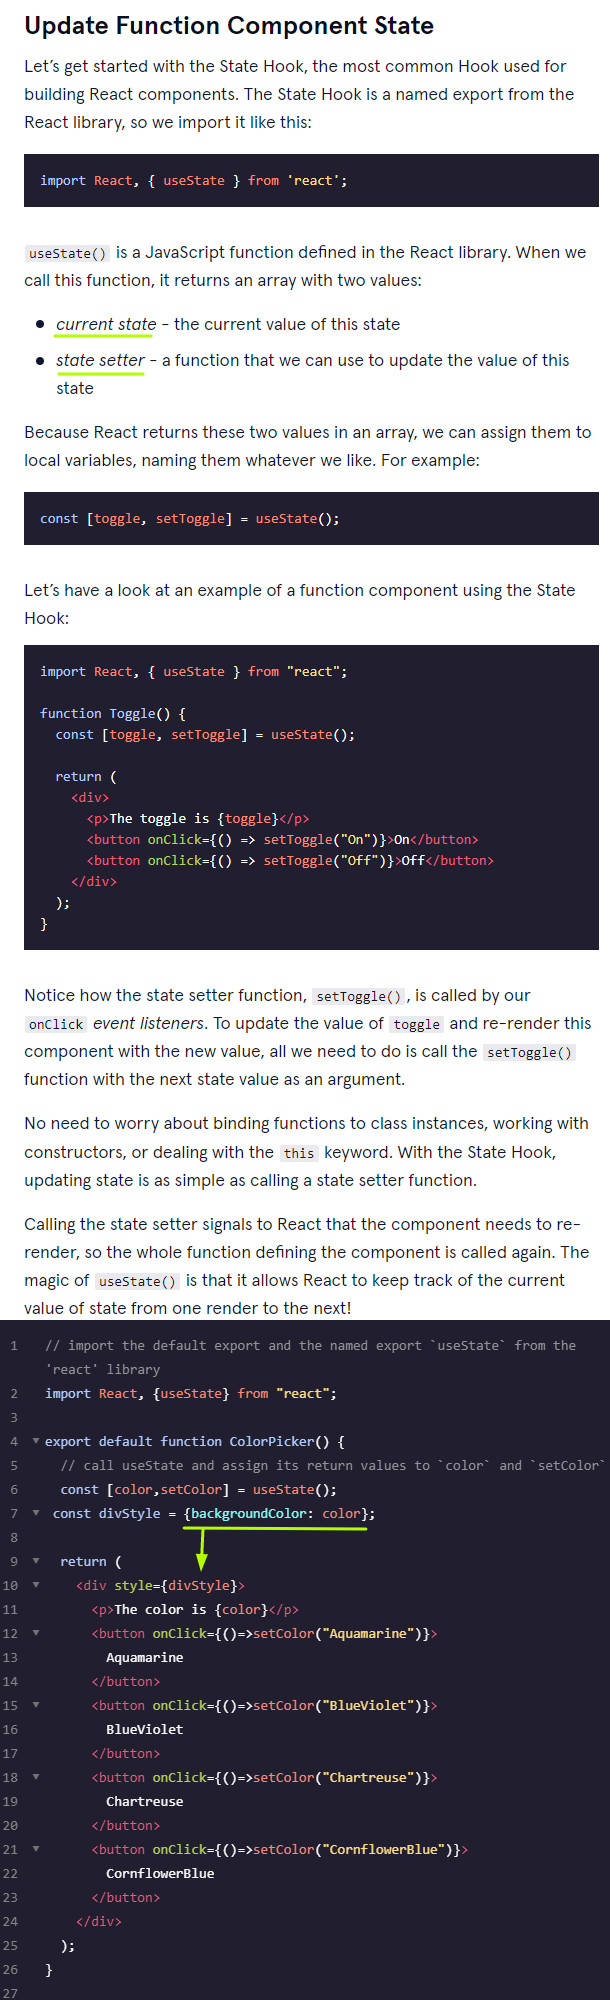 Update Function Component State
Let’s get started with the State Hook, the most common Hook used for
building React components. The State Hook is a named export from the
React library, so we import it like this:
import React, { useState } from 'react';
useState() is a JavaScript function defined in the React library. When we
call this function, it returns an array with two values:
• current state - the current value of this state
• state setter - a function that we can use to update the value of this
state
Because React returns these two values in an array, we can assign them to
local variables, naming them whatever we like. For example:
const [toggle, setToggle] = useState();
Let’s have a look at an example of a function component using the State
Hook:
import React, { useState } from "react";
function Toggle() {
const [toggle, setToggle] = useState();
return (
<div>
<p>The toggle is {toggle}</p>
<button onClick={() => setToggle("On")}>On</button>
<button onClick={() => setToggle("Off")}>Off</button>
</div>
);
}
Notice how the state setter function, setToggle(), is called by our
onClick event listeners. To update the value of toggle and re-render this
component with the new value, all we need to do is call the setToggle()
function with the next state value as an argument.
No need to worry about binding functions to class instances, working with
constructors, or dealing with the this keyword. With the State Hook,
updating state is as simple as calling a state setter function.
Calling the state setter signals to React that the component needs to re-
render, so the whole function defining the component is called again. The
magic of useState() is that it allows React to keep track of the current
value of state from one render to the next!
1 // import the default export and the named export `useState` from the
'react' library
2 import React, {useState} from "react";
3
4 export default function ColorPicker() {
5 // call useState and assign its return values to `color` and `setColor`
6 const [color,setColor] = useState();
7 const divStyle = {backgroundColor: color};
8
9 return (
10 <div style={divStyle}>
11 <p>The color is {color}</p>
12 <button onClick={()=>setColor("Aquamarine")}>
13 Aquamarine
14 </button>
15 <button onClick={()=>setColor("BlueViolet")}>
16 BlueViolet
17 </button>
18 <button onClick={()=>setColor("Chartreuse")}>
19 Chartreuse
20 </button>
21 <button onClick={()=>setColor("CornflowerBlue")}>
22 CornflowerBlue
23 </button>
24 </div>
25 );
26 }
27